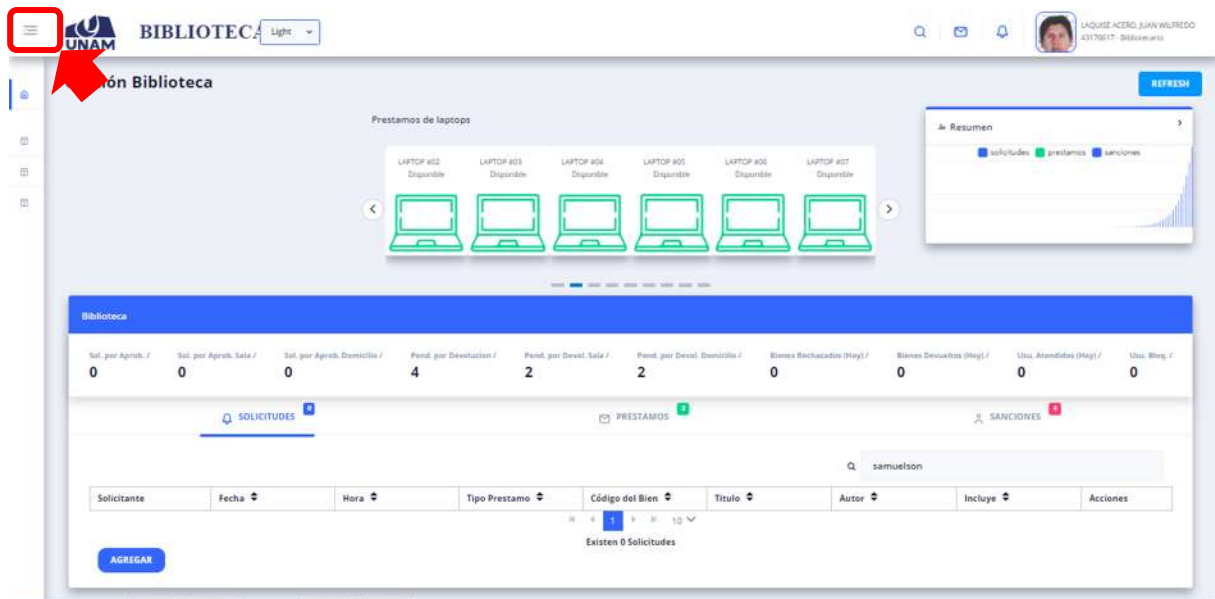 UNAM
BIBLIOTECA
Light
LAQUISE ACERO, JUAN WILFREDO
43176617 - Bibliotecario
ión Biblioteca
REFRESH
Prestamos de laptops
LAPTOP #02 LAPTOP #03 LAPTOP #04 LAPTOP #05 LAPTOP #06 LAPTOP #07
Disponible Disponible Disponible Disponible Disponible Disponible
Resumen
solicitudes prestamos sanciones
Biblioteca
Sol. por Aprob. / Sol. por Aprob. Sala / Sol. por Aprob. Domicilio / Pend. por Devolucion / Pend. por Devol. Sala / Pend. por Devol. Domicilio / Bienes Rechazados (Hoy) / Bienes Devueltos (Hoy) / Usu. Atendidos (Hoy) / Usu. Bloq. /
0 0 0 4 2 2 0 0 0 0
SOLICITUDES 0 PRESTAMOS SANCIONES 4
samuelson
Solicitante Fecha Hora Tipo Prestamo Código del Bien Titulo Autor Incluye Acciones
1 10
Existen 0 Solicitudes
AGREGAR